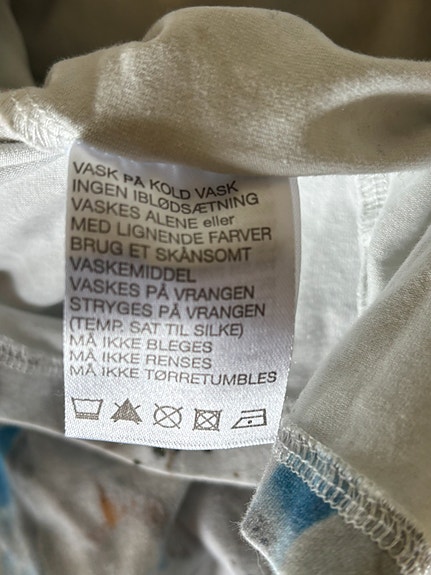 VASK PÅ KOLD VASK
INGEN IBLØDSÆTNING
VASKES ALENE eller
MED LIGNENDE FARVER
BRUG ET SKÅNSOMT
VASKEMIDDEL
VASKES PÅ VRANGEN
STRYGES PÅ VRANGEN
(TEMP. SAT TIL SILKE)
MÅ IKKE BLEGES
MÅ IKKE RENSES
MÅ IKKE TØRRETUMBLES